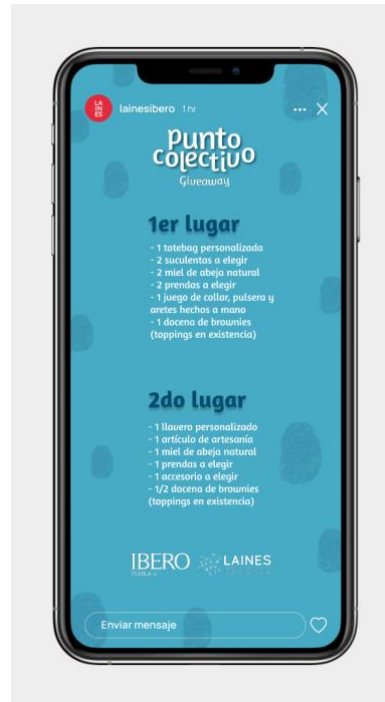 lainesibero 1 hr
punto
colectivo
Giveaway
1er lugar
- 1 totebag personalizada
- 2 suculentas a elegir
- 2 miel de abeja natural
- 2 prendas a elegir
- 1 juego de collar, pulsera y
aretes hechos a mano
- 1 docena de brownies
(toppings en existencia)
2do lugar
- 1 llavero personalizado
- 1 artículo de artesanía
- 1 miel de abeja natural
- 1 prendas a elegir
- 1 accesorio a elegir
- 1/2 docena de brownies
(toppings en existencia)
IBERO LAINES
PUEBLA
Enviar mensaje